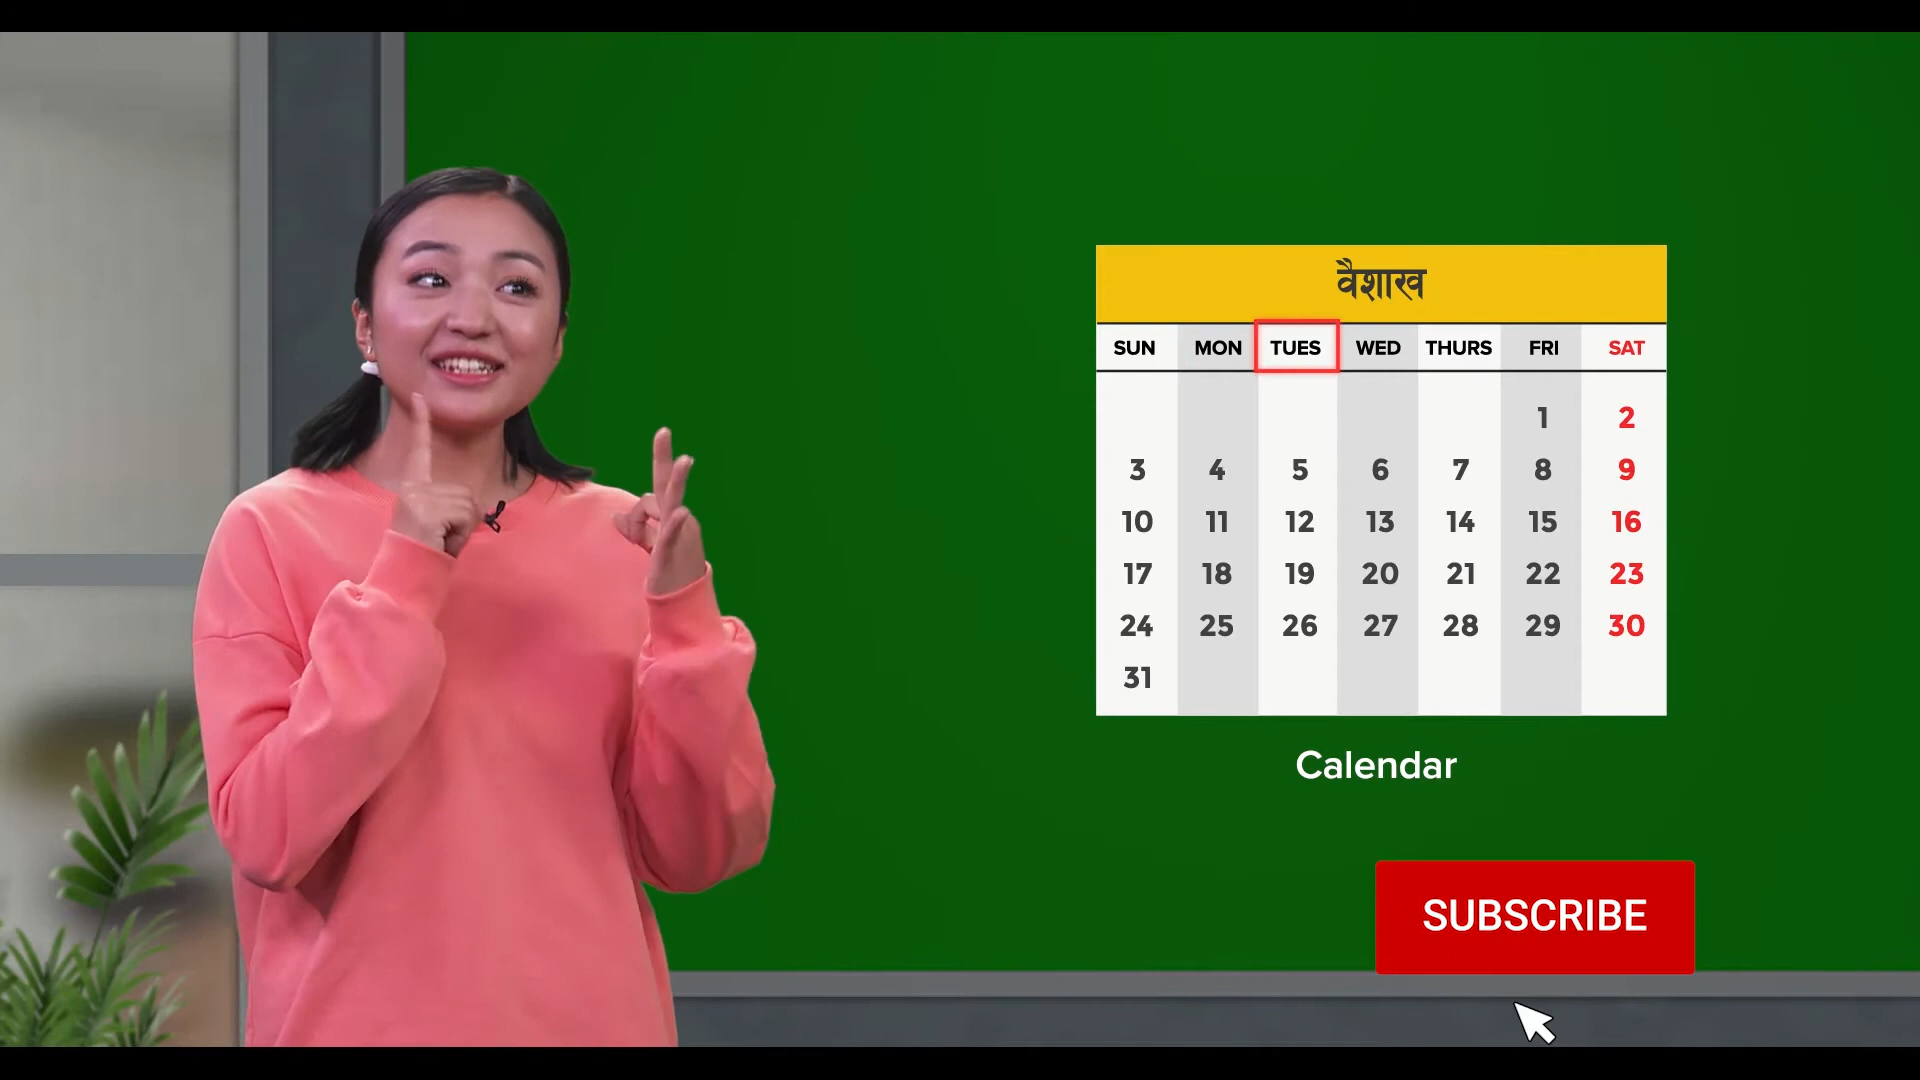 वैशाख
SUN MON TUES WED THURS FRI SAT
1 2
3 4 5 6 7 8 9
10 11 12 13 14 15 16
17 18 19 20 21 22 23
24 25 26 27 28 29 30
31
Calendar
SUBSCRIBE